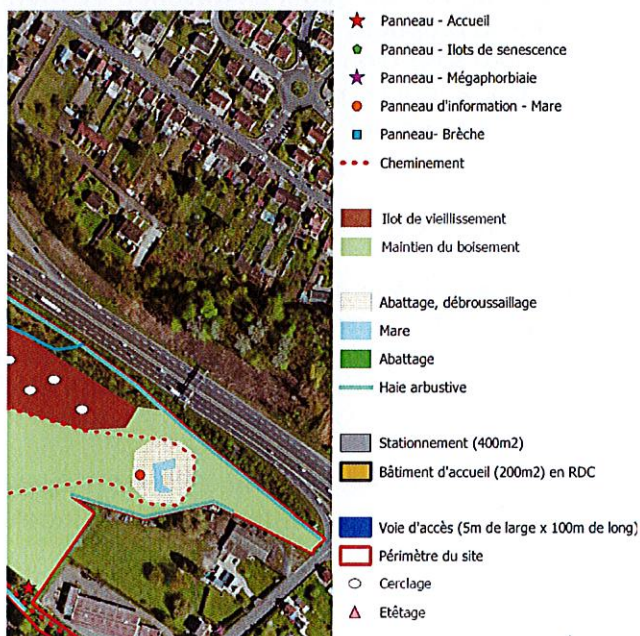 Panneau - Accueil
Panneau - Ilots de senescence
Panneau - Mégaphorbiaie
Panneau d'information - Mare
Panneau- Brèche
Cheminement
Ilot de vieillissement
Maintien du boisement
Abattage, débroussaillage
Mare
Abattage
Haie arbustive
Stationnement (400m2)
Bâtiment d'accueil (200m2) en RDC
Voie d'accès (5m de large x 100m de long)
Périmètre du site
Cerclage
Etêtage